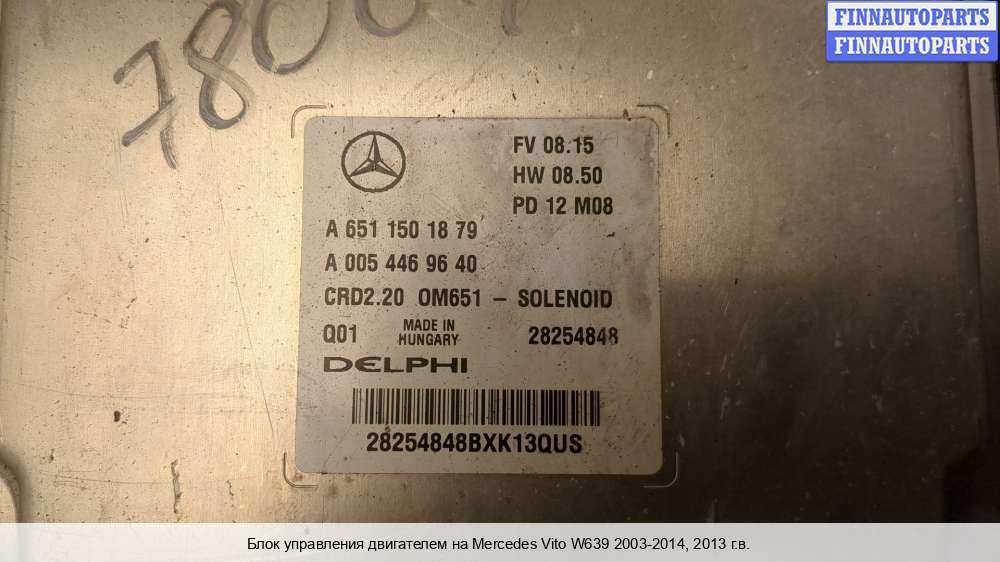 FINNAUTOPARTS
FINNAUTOPARTS
FV 08.15
HW 08.50
PD 12 M08
A 651 150 18 79
A 005 446 96 40
CRD2.20 OM651 – SOLENOID
Q01 MADE IN HUNGARY 28254848
DELPHI
28254848BXK13QUS
Блок управления двигателем на Mercedes Vito W639 2003-2014, 2013 г.в.